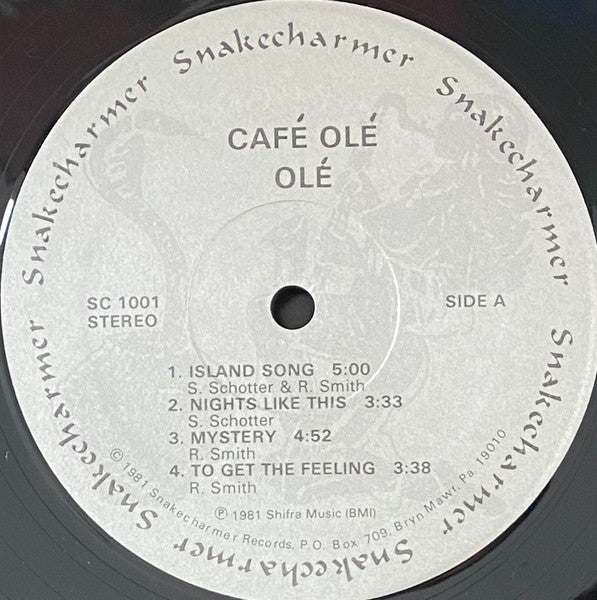 Snakecharmer Snakecharmer Snakecharmer Snakecharmer Snakecharmer Snakecharmer Snakecharmer
CAFÉ OLÉ
OLÉ
SC 1001
STEREO
SIDE A
1. ISLAND SONG 5:00
S. Schotter & R. Smith
2. NIGHTS LIKE THIS 3:33
S. Schotter
3. MYSTERY 4:52
R. Smith
4. TO GET THE FEELING 3:38
R. Smith
℗ 1981 Shifra Music (BMI)
© 1981 Snakecharmer Records, P.O. Box 709, Bryn Mawr, Pa. 19010